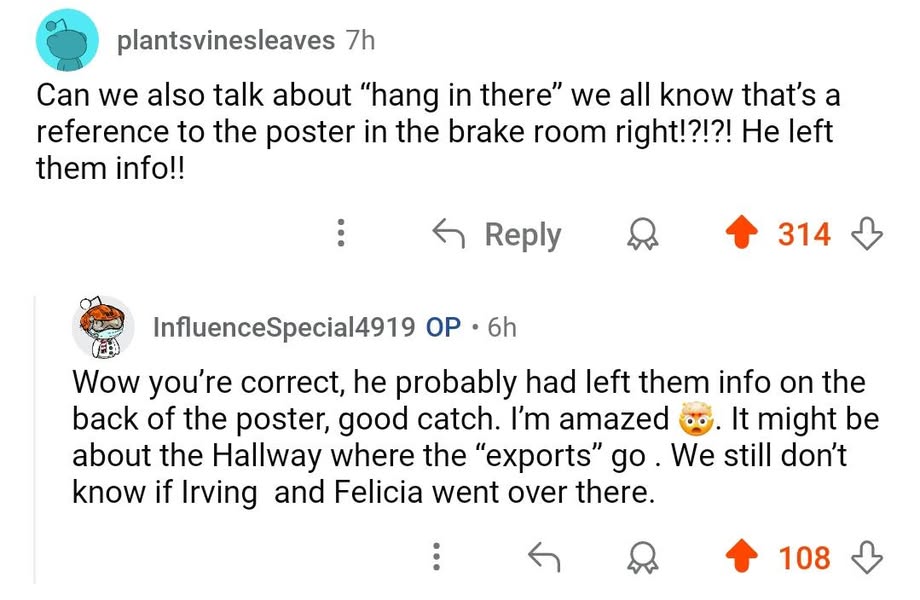 plantsvinesleaves 7h
Can we also talk about “hang in there” we all know that’s a
reference to the poster in the brake room right!?!?! He left
them info!!
Reply 314
InfluenceSpecial4919 OP • 6h
Wow you’re correct, he probably had left them info on the
back of the poster, good catch. I’m amazed 🤯. It might be
about the Hallway where the “exports” go . We still don’t
know if Irving  and Felicia went over there.
108